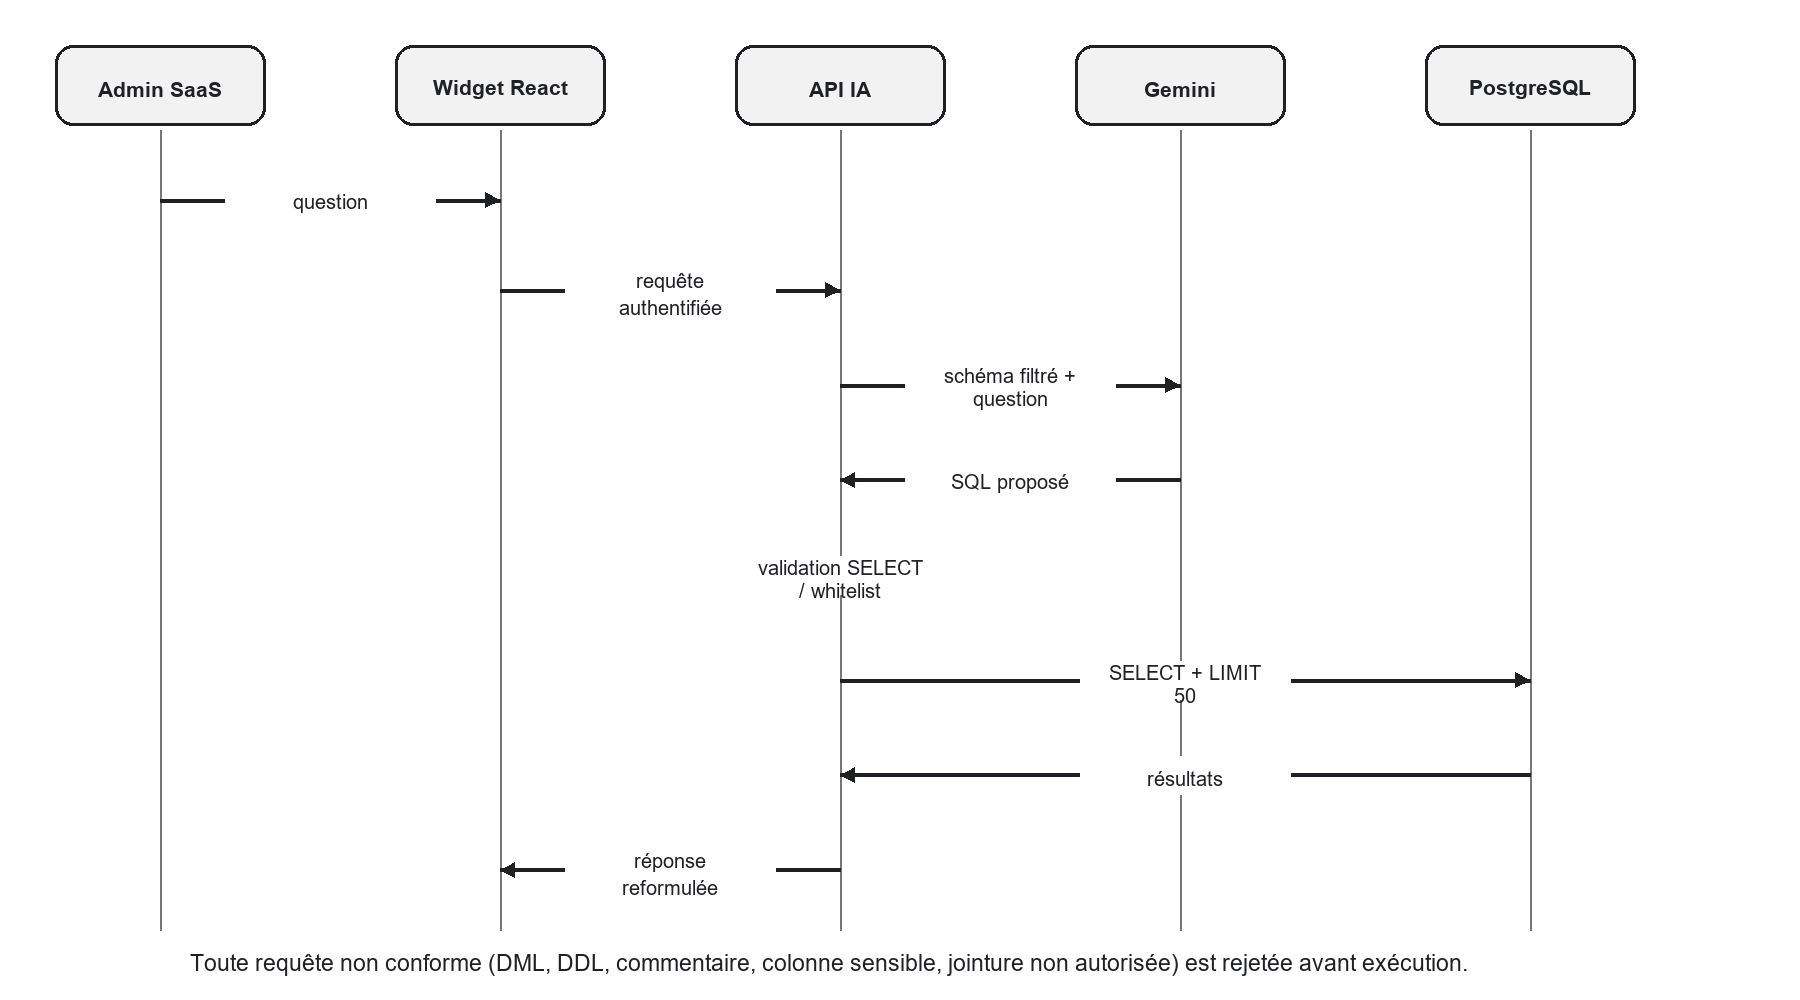 Admin SaaS
Widget React
API IA
Gemini
PostgreSQL
question
requête
authentifiée
schéma filtré +
question
SQL proposé
validation SELECT
/ whitelist
SELECT + LIMIT
50
résultats
réponse
reformulée
Toute requête non conforme (DML, DDL, commentaire, colonne sensible, jointure non autorisée) est rejetée avant exécution.